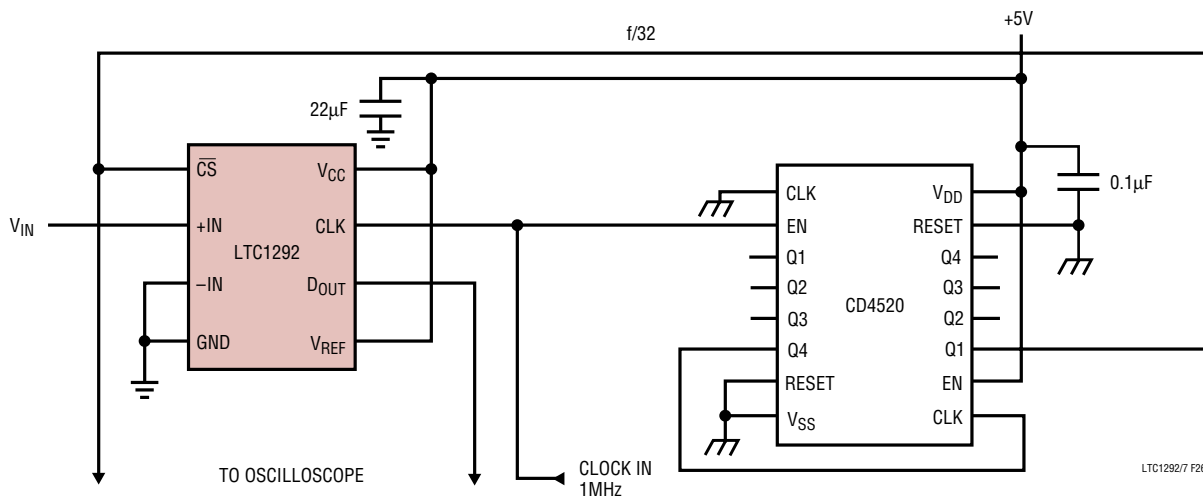 +5V
f/32
22µF
C̅S̅
VCC
VDD
0.1µF
CLK
VIN
+IN
CLK
EN
RESET
LTC1292
Q1
Q4
–IN
DOUT
Q2
Q3
CD4520
Q3
Q2
GND
VREF
Q4
Q1
RESET
EN
VSS
CLK
TO OSCILLOSCOPE
CLOCK IN
1MHz
LTC1292/7 F26